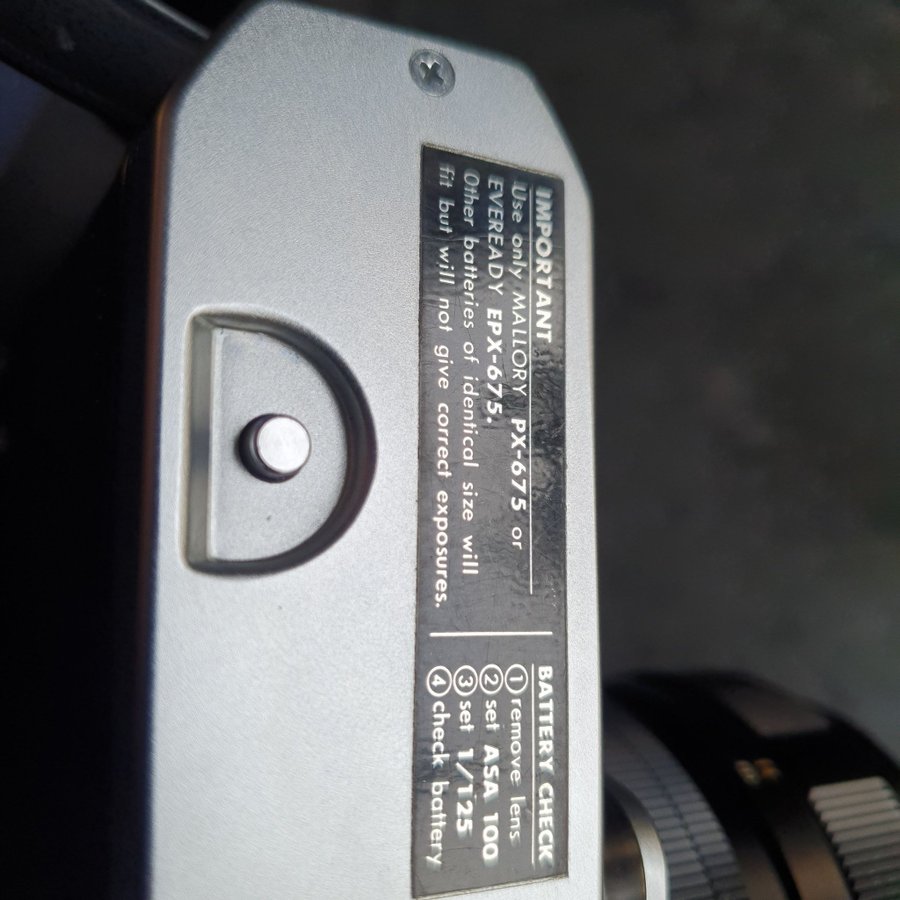 IMPORTANT
Use only MALLORY PX-675 or
EVEREADY EPX-675.
Other batteries of identical size will
fit but will not give correct exposures.
BATTERY CHECK
① remove lens
② set ASA 100
③ set 1/125
④ check battery